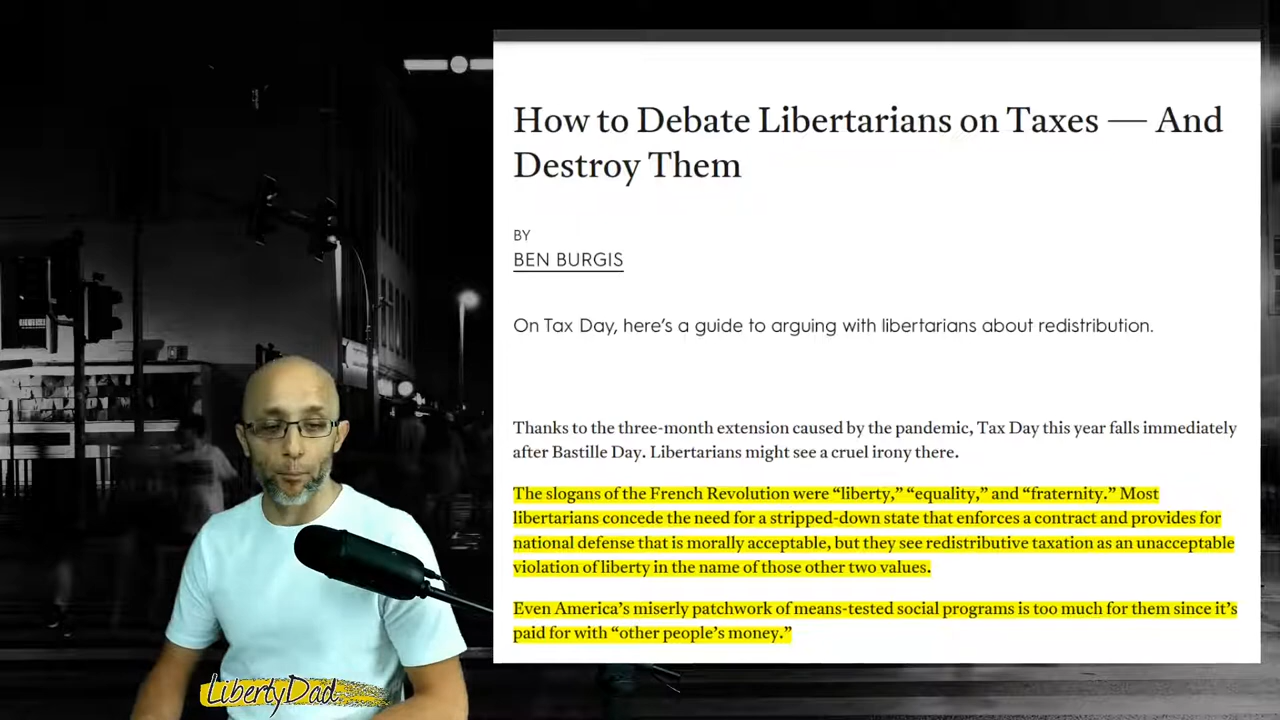 How to Debate Libertarians on Taxes — And
Destroy Them
BY
BEN BURGIS
On Tax Day, here’s a guide to arguing with libertarians about redistribution.
Thanks to the three-month extension caused by the pandemic, Tax Day this year falls immediately
after Bastille Day. Libertarians might see a cruel irony there.
The slogans of the French Revolution were “liberty,” “equality,” and “fraternity.” Most
libertarians concede the need for a stripped-down state that enforces a contract and provides for
national defense that is morally acceptable, but they see redistributive taxation as an unacceptable
violation of liberty in the name of those other two values.
Even America’s miserly patchwork of means-tested social programs is too much for them since it’s
paid for with “other people’s money.”
LibertyDad